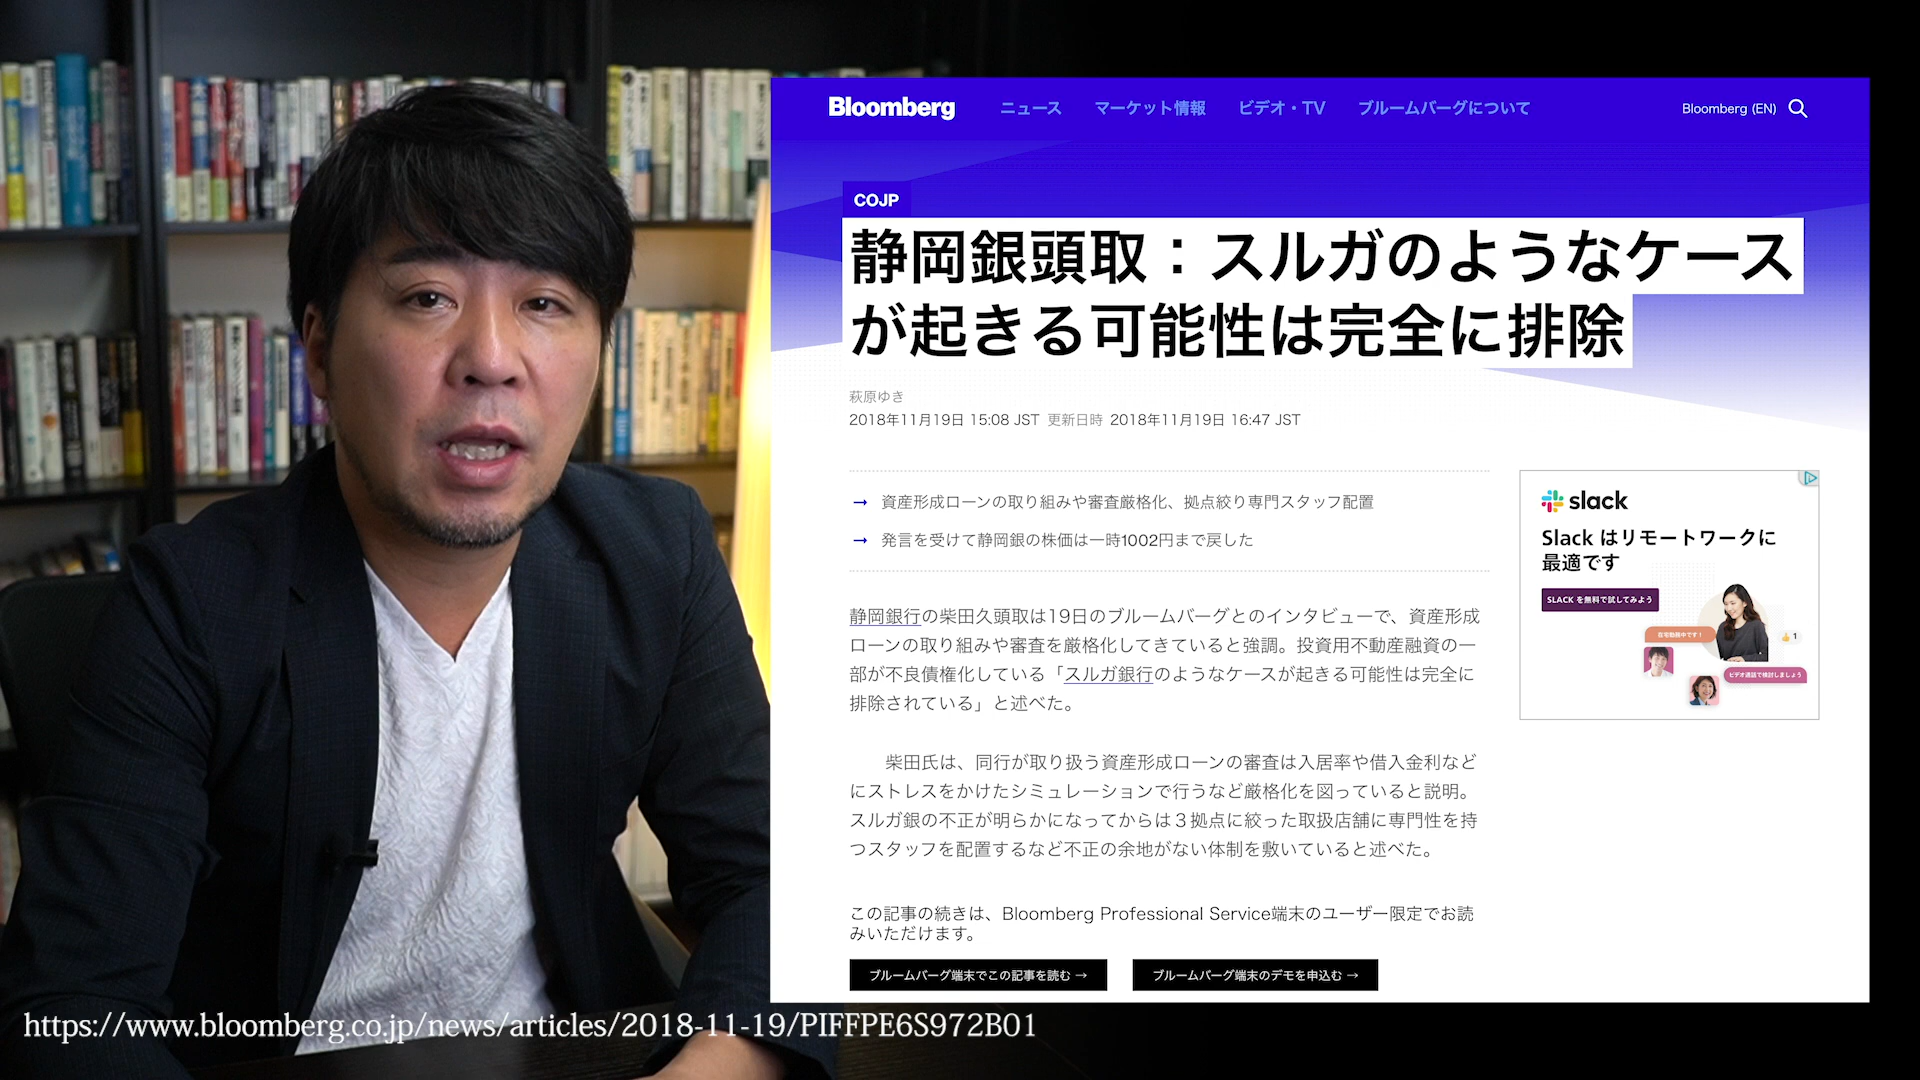 Bloomberg ニュース マーケット情報 ビデオ・TV ブルームバーグについて Bloomberg (EN)
COJP
静岡銀頭取：スルガのようなケース
が起きる可能性は完全に排除
萩原ゆき
2018年11月19日 15:08 JST 更新日時 2018年11月19日 16:47 JST
→ 資産形成ローンの取り組みや審査厳格化、拠点絞り専門スタッフ配置
→ 発言を受けて静岡銀の株価は一時1002円まで戻した
静岡銀行の柴田久頭取は19日のブルームバーグとのインタビューで、資産形成
ローンの取り組みや審査を厳格化してきていると強調。投資用不動産融資の一
部が不良債権化している「スルガ銀行のようなケースが起きる可能性は完全に
排除されている」と述べた。
柴田氏は、同行が取り扱う資産形成ローンの審査は入居率や借入金利など
にストレスをかけたシミュレーションで行うなど厳格化を図っていると説明。
スルガ銀の不正が明らかになってからは３拠点に絞った取扱店舗に専門性を持
つスタッフを配置するなど不正の余地がない体制を敷いていると述べた。
この記事の続きは、Bloomberg Professional Service端末のユーザー限定でお読
みいただけます。
ブルームバーグ端末でこの記事を読む →
ブルームバーグ端末のデモを申込む →
slack
Slack はリモートワークに
最適です
SLACK を無料で試してみよう
在宅勤務中です！
1
ビデオ通話で検討しましょう
https://www.bloomberg.co.jp/news/articles/2018-11-19/PIFFPE6S972B01